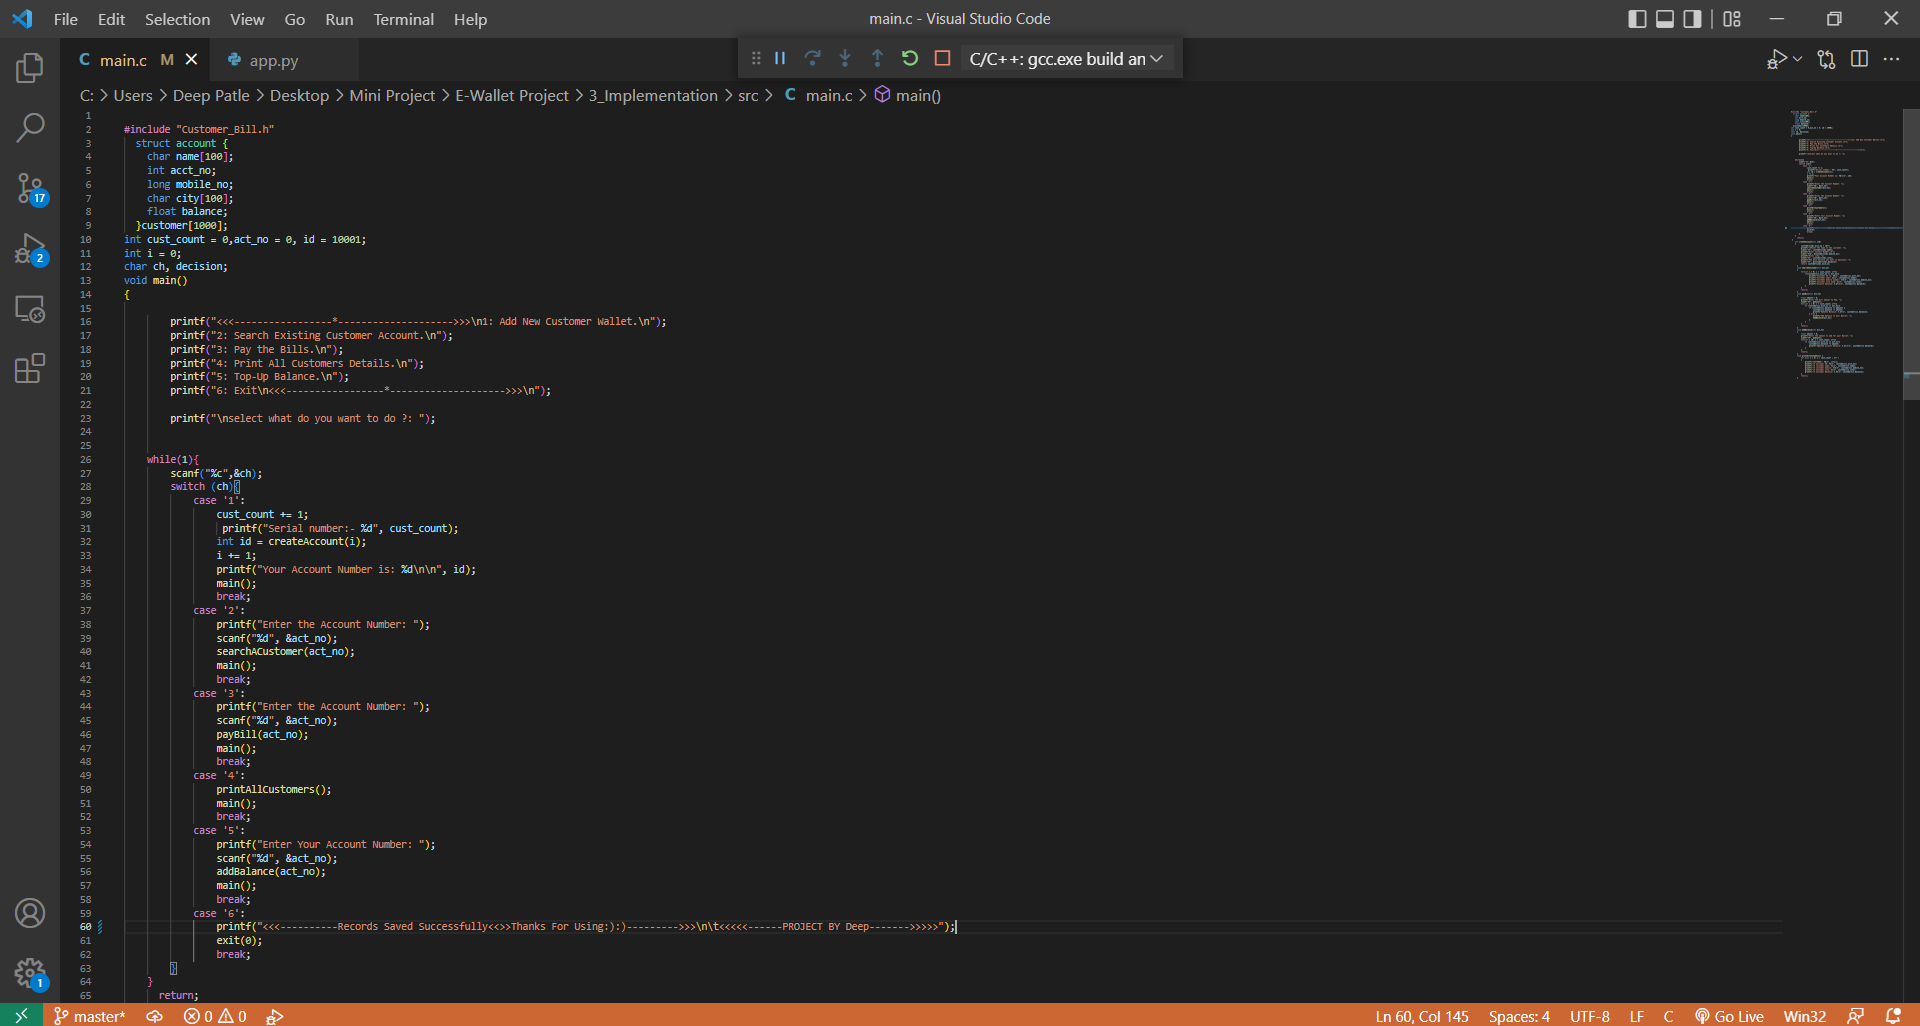 File Edit Selection View Go Run Terminal Help
main.c - Visual Studio Code
C main.c M
app.py
C/C++: gcc.exe build an
C: > Users > Deep Patle > Desktop > Mini Project > E-Wallet Project > 3_Implementation > src > C main.c > main()
1
2 #include "Customer_Bill.h"
3 struct account {
4 char name[100];
5 int acct_no;
6 long mobile_no;
7 char city[100];
8 float balance;
9 }customer[1000];
10 int cust_count = 0,act_no = 0, id = 10001;
11 int i = 0;
12 char ch, decision;
13 void main()
14 {
15
16 printf("<<<-----------------*-------------------->>>\n1: Add New Customer Wallet.\n");
17 printf("2: Search Existing Customer Account.\n");
18 printf("3: Pay the Bills.\n");
19 printf("4: Print All Customers Details.\n");
20 printf("5: Top-Up Balance.\n");
21 printf("6: Exit\n<<<-----------------*-------------------->>>\n");
22
23 printf("\nselect what do you want to do ?: ");
24
25
26 while(1){
27 scanf("%c",&ch);
28 switch (ch){
29 case '1':
30 cust_count += 1;
31 printf("Serial number:- %d", cust_count);
32 int id = createAccount(i);
33 i += 1;
34 printf("Your Account Number is: %d\n\n", id);
35 main();
36 break;
37 case '2':
38 printf("Enter the Account Number: ");
39 scanf("%d", &act_no);
40 searchACustomer(act_no);
41 main();
42 break;
43 case '3':
44 printf("Enter the Account Number: ");
45 scanf("%d", &act_no);
46 payBill(act_no);
47 main();
48 break;
49 case '4':
50 printAllCustomers();
51 main();
52 break;
53 case '5':
54 printf("Enter Your Account Number: ");
55 scanf("%d", &act_no);
56 addBalance(act_no);
57 main();
58 break;
59 case '6':
60 printf("<<<----------Records Saved Successfully<<>>Thanks For Using:):)--------->>>\n\t<<<<<------PROJECT BY Deep------->>>>>");
61 exit(0);
62 break;
63 }
64 }
65 return;
17
2
1
master* 0 0
Ln 60, Col 145 Spaces: 4 UTF-8 LF C Go Live Win32